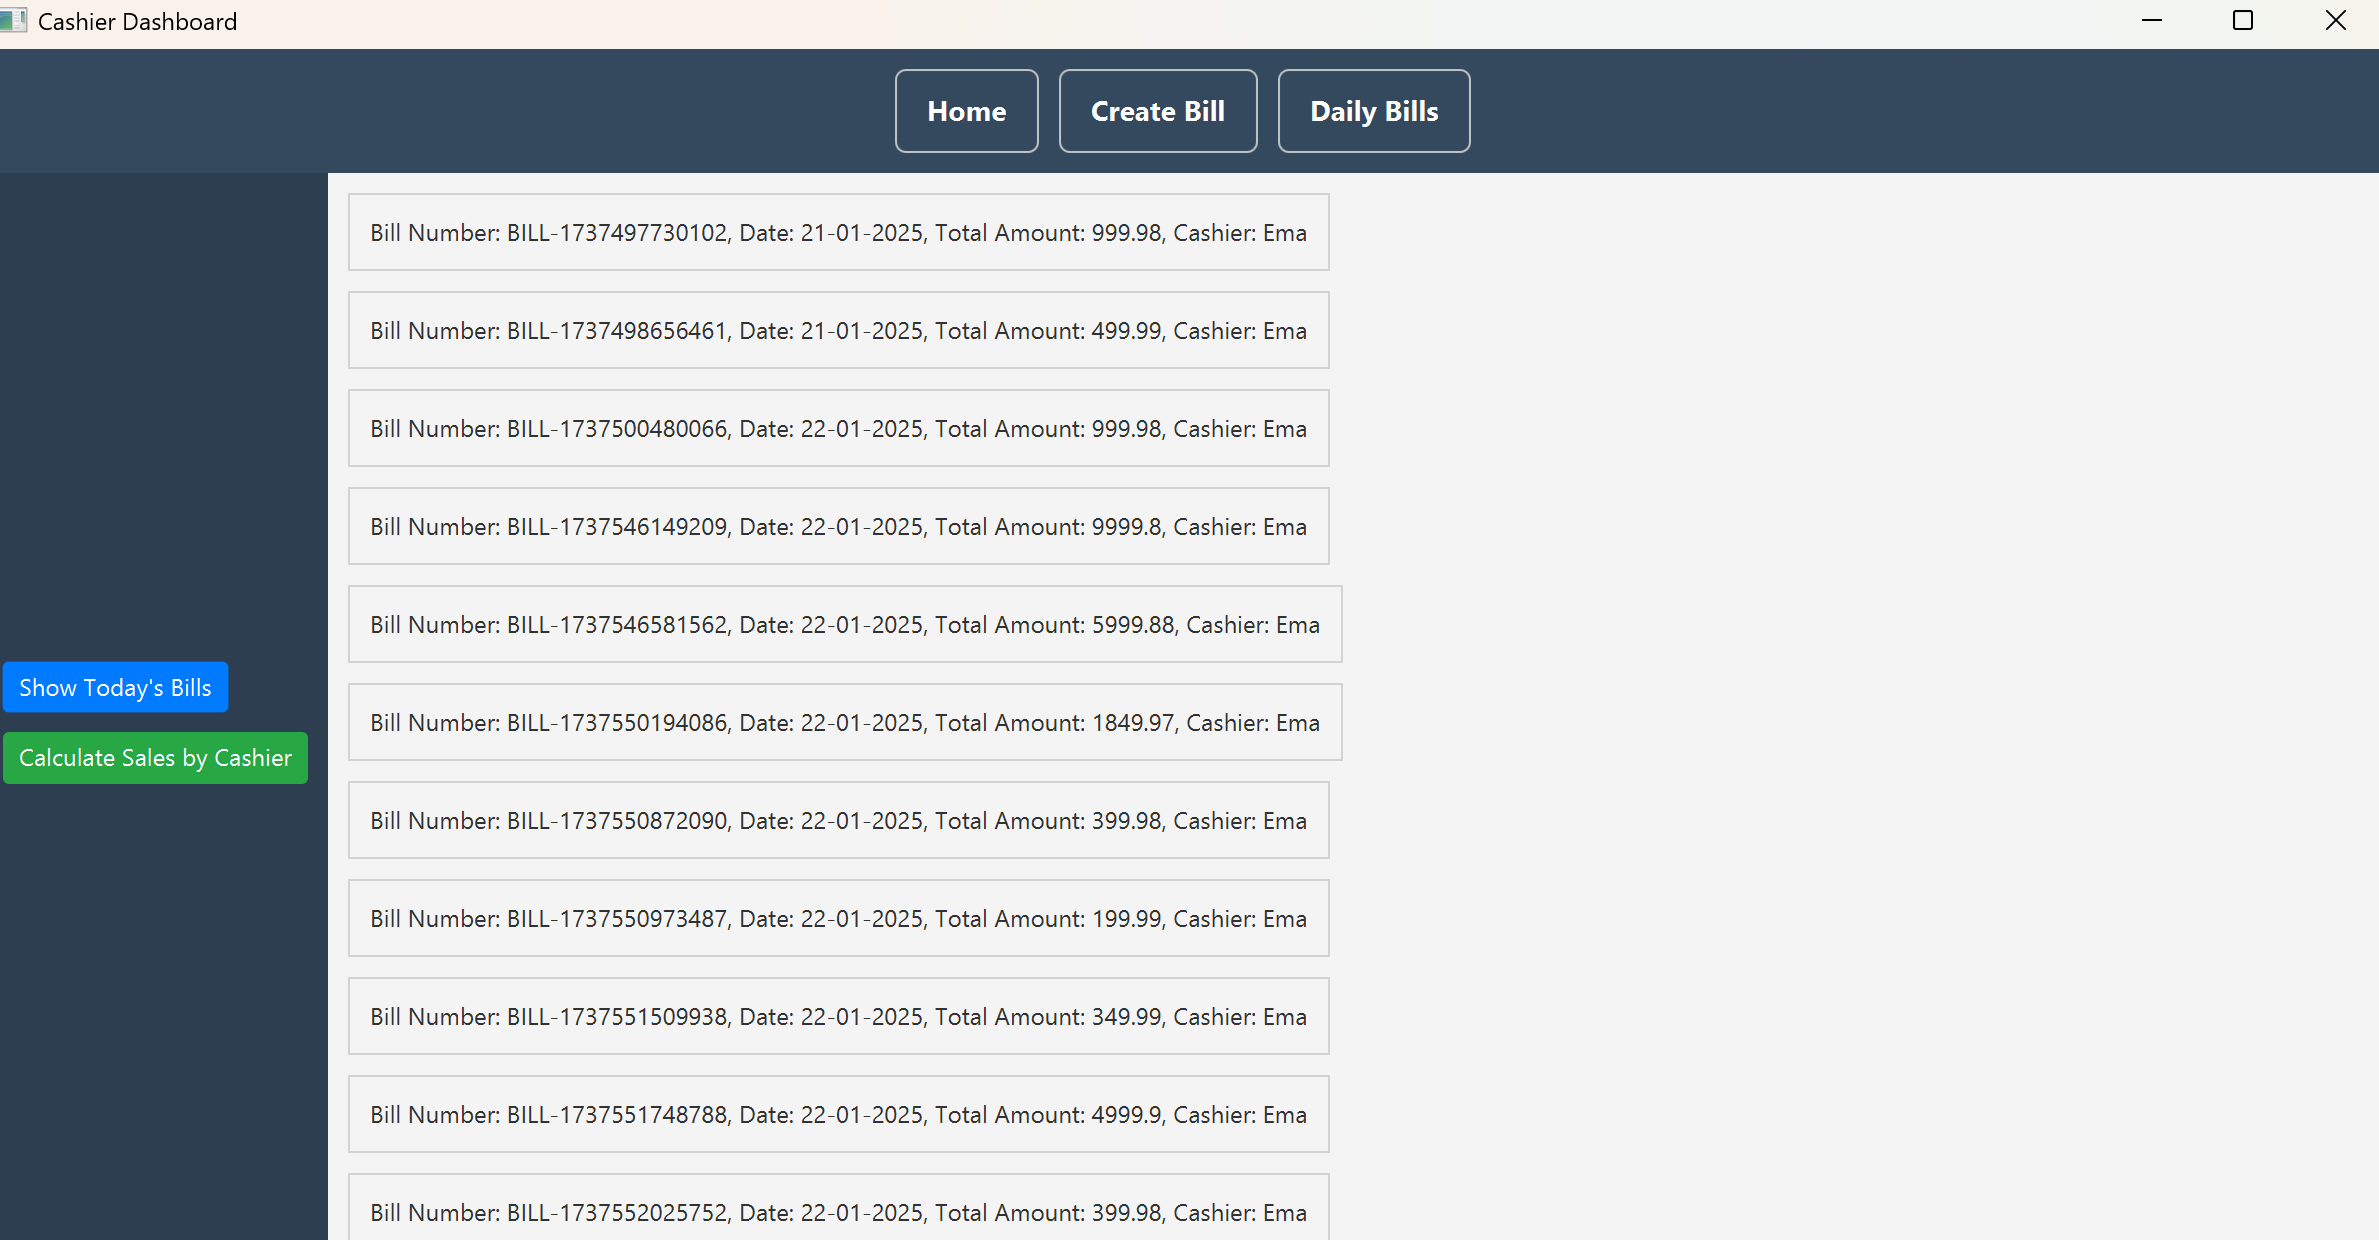 Cashier Dashboard
Home
Create Bill
Daily Bills
Bill Number: BILL-1737497730102, Date: 21-01-2025, Total Amount: 999.98, Cashier: Ema
Bill Number: BILL-1737498656461, Date: 21-01-2025, Total Amount: 499.99, Cashier: Ema
Bill Number: BILL-1737500480066, Date: 22-01-2025, Total Amount: 999.98, Cashier: Ema
Bill Number: BILL-1737546149209, Date: 22-01-2025, Total Amount: 9999.8, Cashier: Ema
Bill Number: BILL-1737546581562, Date: 22-01-2025, Total Amount: 5999.88, Cashier: Ema
Show Today's Bills
Bill Number: BILL-1737550194086, Date: 22-01-2025, Total Amount: 1849.97, Cashier: Ema
Calculate Sales by Cashier
Bill Number: BILL-1737550872090, Date: 22-01-2025, Total Amount: 399.98, Cashier: Ema
Bill Number: BILL-1737550973487, Date: 22-01-2025, Total Amount: 199.99, Cashier: Ema
Bill Number: BILL-1737551509938, Date: 22-01-2025, Total Amount: 349.99, Cashier: Ema
Bill Number: BILL-1737551748788, Date: 22-01-2025, Total Amount: 4999.9, Cashier: Ema
Bill Number: BILL-1737552025752, Date: 22-01-2025, Total Amount: 399.98, Cashier: Ema